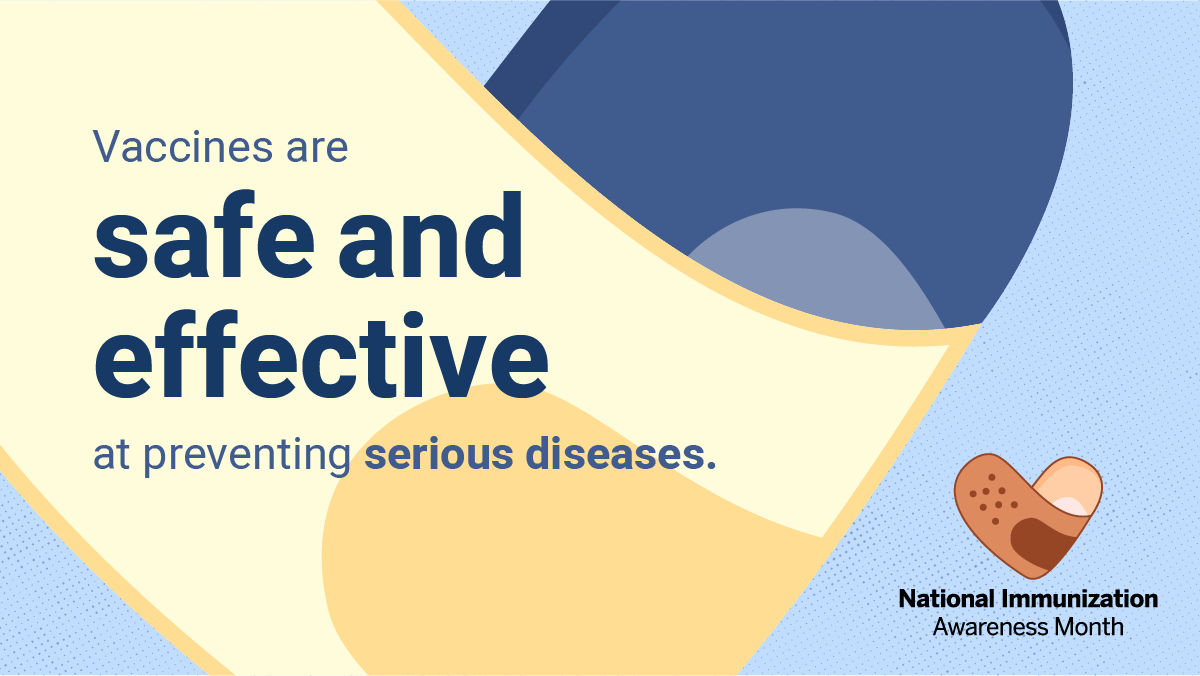 Vaccines are
safe and
effective
at preventing serious diseases.
National Immunization
Awareness Month